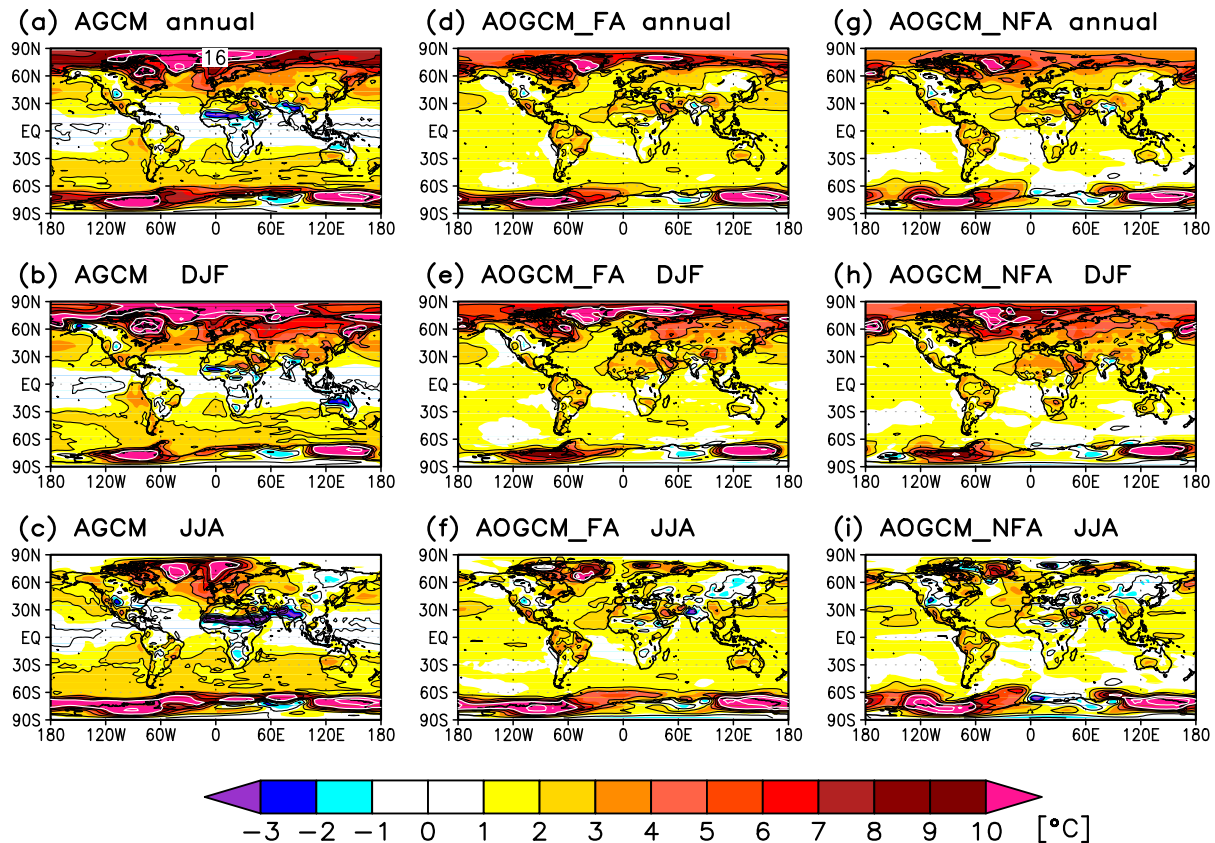 (a) AGCM annual
(d) AOGCM_FA annual
(g) AOGCM_NFA annual
90N
60N
30N
EQ
30S
60S
90S
16
180 120W 60W 0 60E 120E 180
90N
60N
30N
EQ
30S
60S
90S
180 120W 60W 0 60E 120E 180
90N
60N
30N
EQ
30S
60S
90S
180 120W 60W 0 60E 120E 180
(b) AGCM DJF
(e) AOGCM_FA DJF
(h) AOGCM_NFA DJF
90N
60N
30N
EQ
30S
60S
90S
180 120W 60W 0 60E 120E 180
90N
60N
30N
EQ
30S
60S
90S
180 120W 60W 0 60E 120E 180
90N
60N
30N
EQ
30S
60S
90S
180 120W 60W 0 60E 120E 180
(c) AGCM JJA
(f) AOGCM_FA JJA
(i) AOGCM_NFA JJA
90N
60N
30N
EQ
30S
60S
90S
180 120W 60W 0 60E 120E 180
90N
60N
30N
EQ
30S
60S
90S
180 120W 60W 0 60E 120E 180
90N
60N
30N
EQ
30S
60S
90S
180 120W 60W 0 60E 120E 180
−3 −2 −1 0 1 2 3 4 5 6 7 8 9 10 [°C]